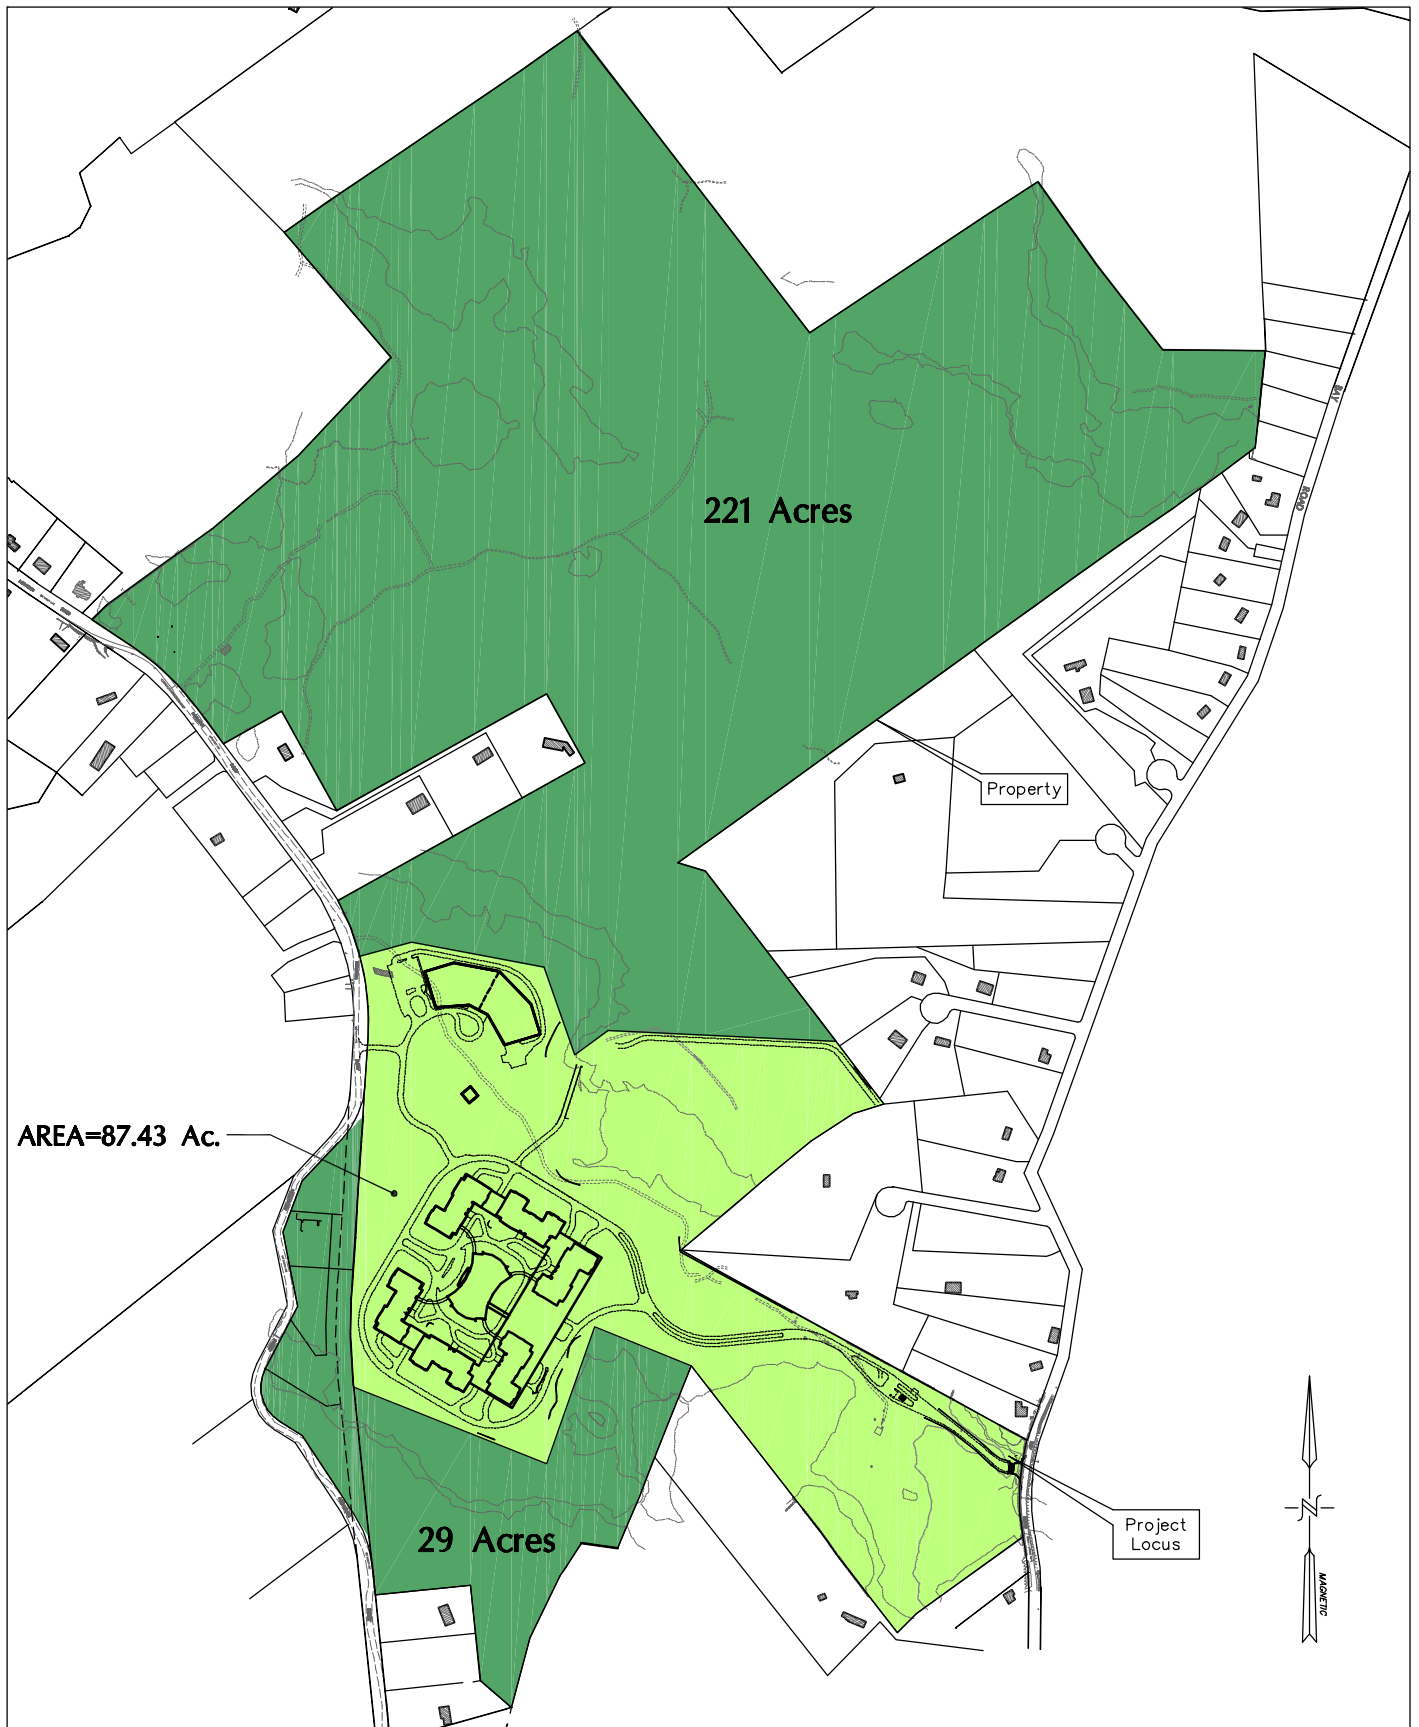 BAY
ROAD
221 Acres
Property
AREA=87.43 Ac.
29 Acres
Project
Locus
N
MAGNETIC